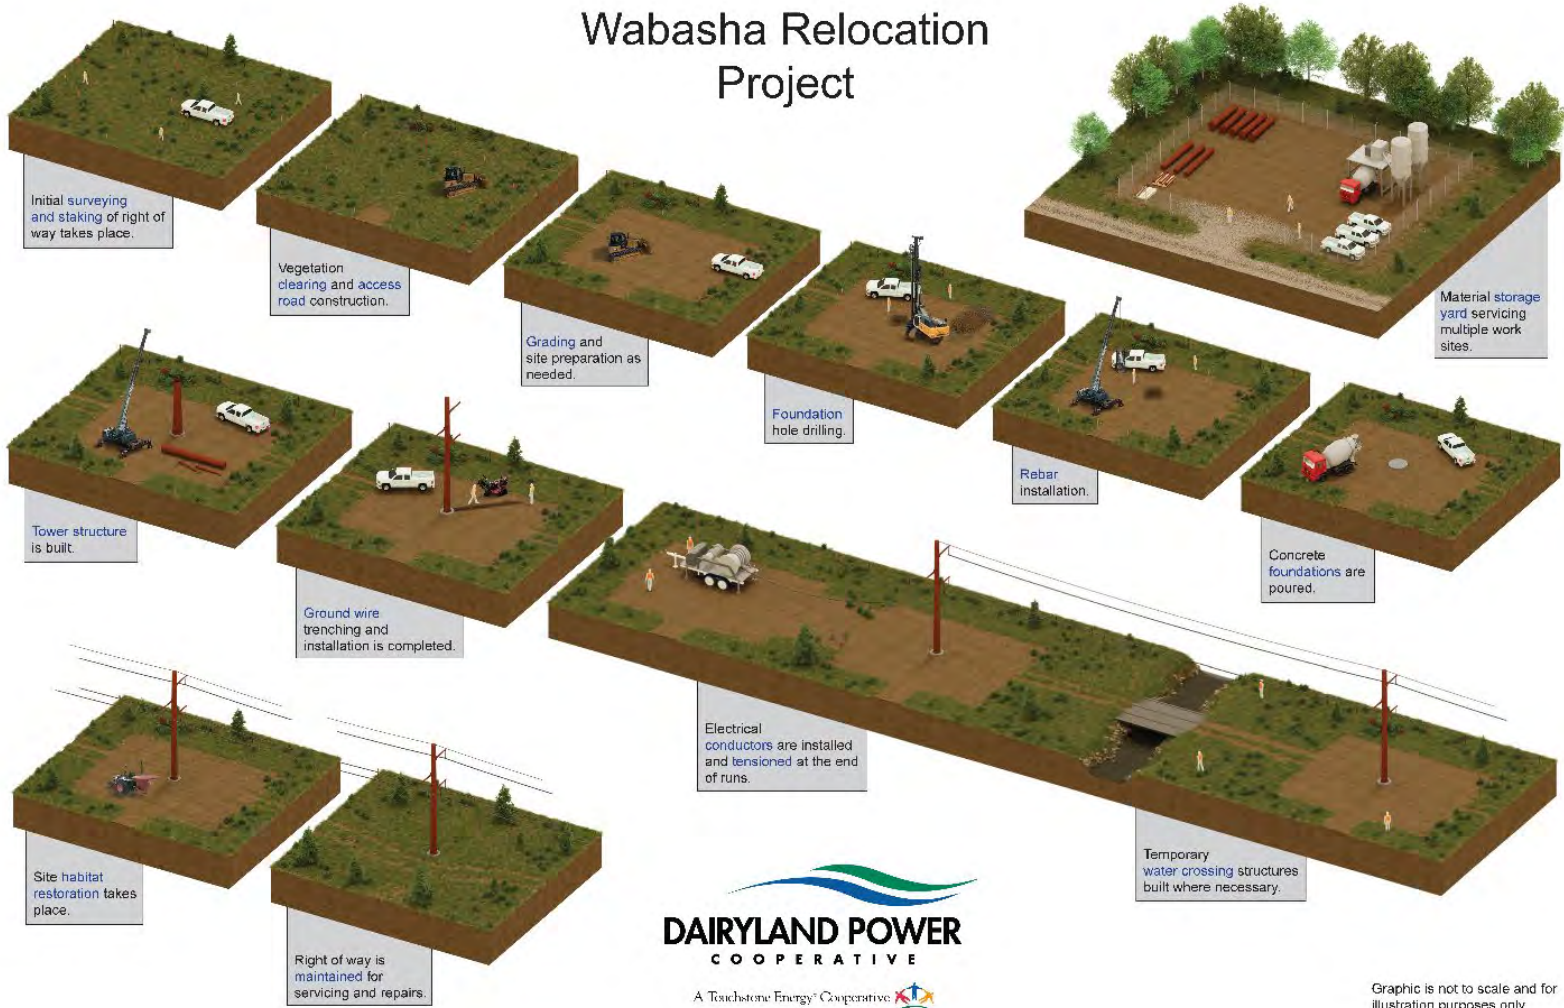 Wabasha Relocation
Project
Initial surveying
and staking of right of
way takes place.
Vegetation
clearing and access
road construction.
Grading and
site preparation as
needed.
Foundation
hole drilling.
Rebar
installation.
Concrete
foundations are
poured.
Material storage
yard servicing
multiple work
sites.
Tower structure
is built.
Ground wire
trenching and
installation is completed.
Electrical
conductors are installed
and tensioned at the end
of runs.
Temporary
water crossing structures
built where necessary.
Site habitat
restoration takes
place.
Right of way is
maintained for
servicing and repairs.
DAIRYLAND POWER
COOPERATIVE
A Touchstone Energy® Cooperative
Graphic is not to scale and for
illustration purposes only